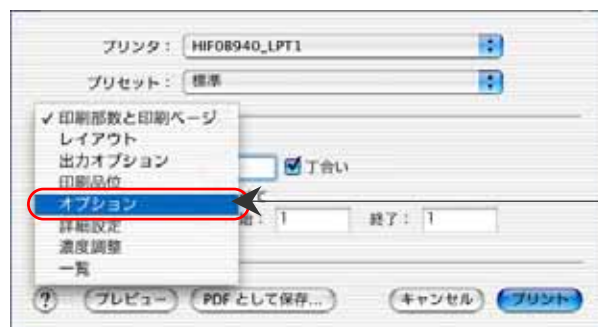 プリンタ： HIF08940_LPT1
プリセット： 標準
✓ 印刷部数と印刷ページ
レイアウト
出力オプション
丁合い
印刷品位
オプション
て
詳細設定
始： 1 終了： 1
濃度調整
一覧
? プレビュー PDF として保存... キャンセル プリント